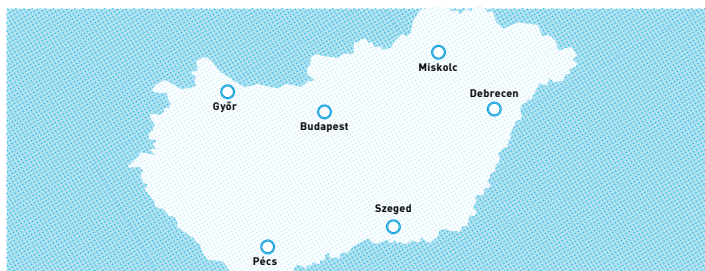 Miskolc
Debrecen
Győr
Budapest
Szeged
Pécs